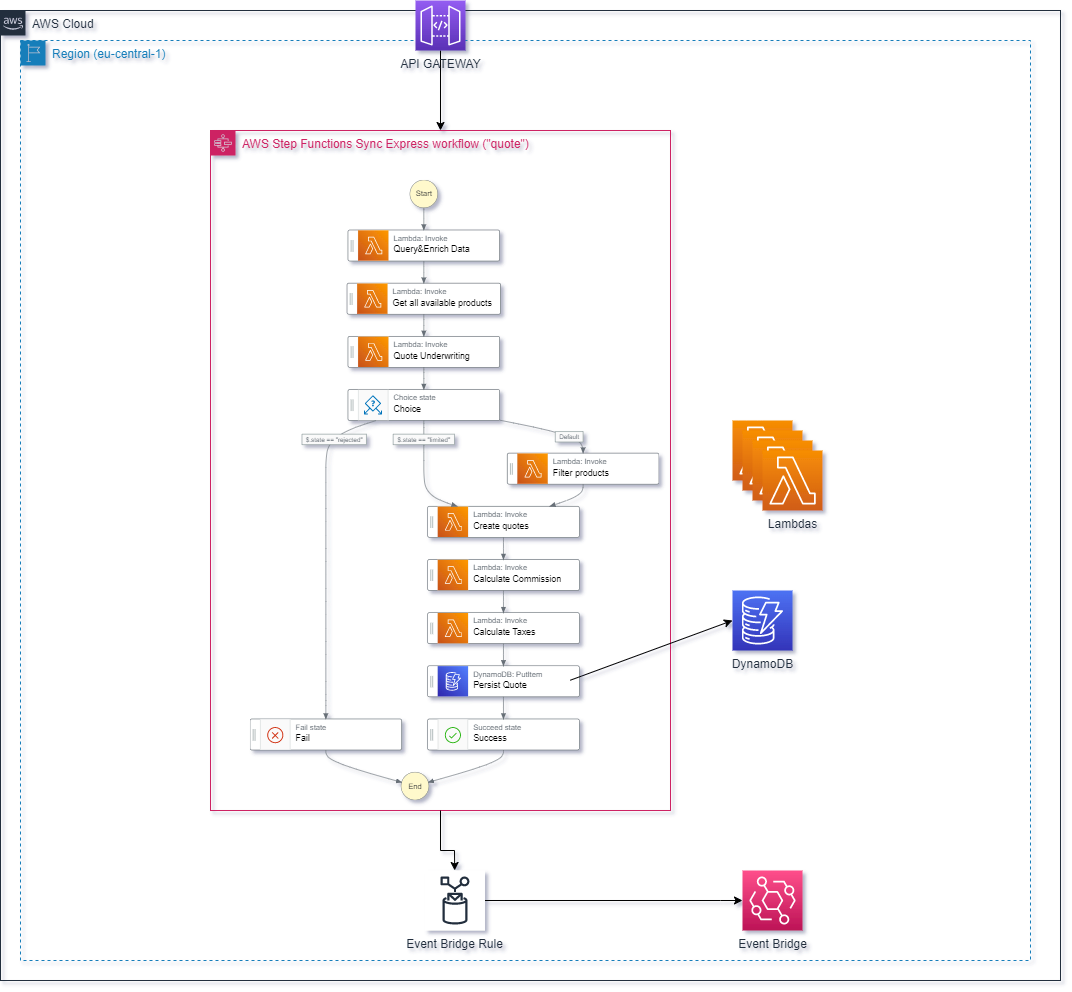 aws
AWS Cloud
Region (eu-central-1)
API GATEWAY
AWS Step Functions Sync Express workflow ("quote")
Start
Lambda: Invoke
Query&Enrich Data
Lambda: Invoke
Get all available products
Lambda: Invoke
Quote Underwriting
Choice state
Choice
$.state == "rejected"
$.state == "limited"
Default
Lambda: Invoke
Filter products
Lambda: Invoke
Create quotes
Lambda: Invoke
Calculate Commission
Lambda: Invoke
Calculate Taxes
DynamoDB: PutItem
Persist Quote
Fail state
Fail
Succeed state
Success
End
Lambdas
DynamoDB
Event Bridge Rule
Event Bridge